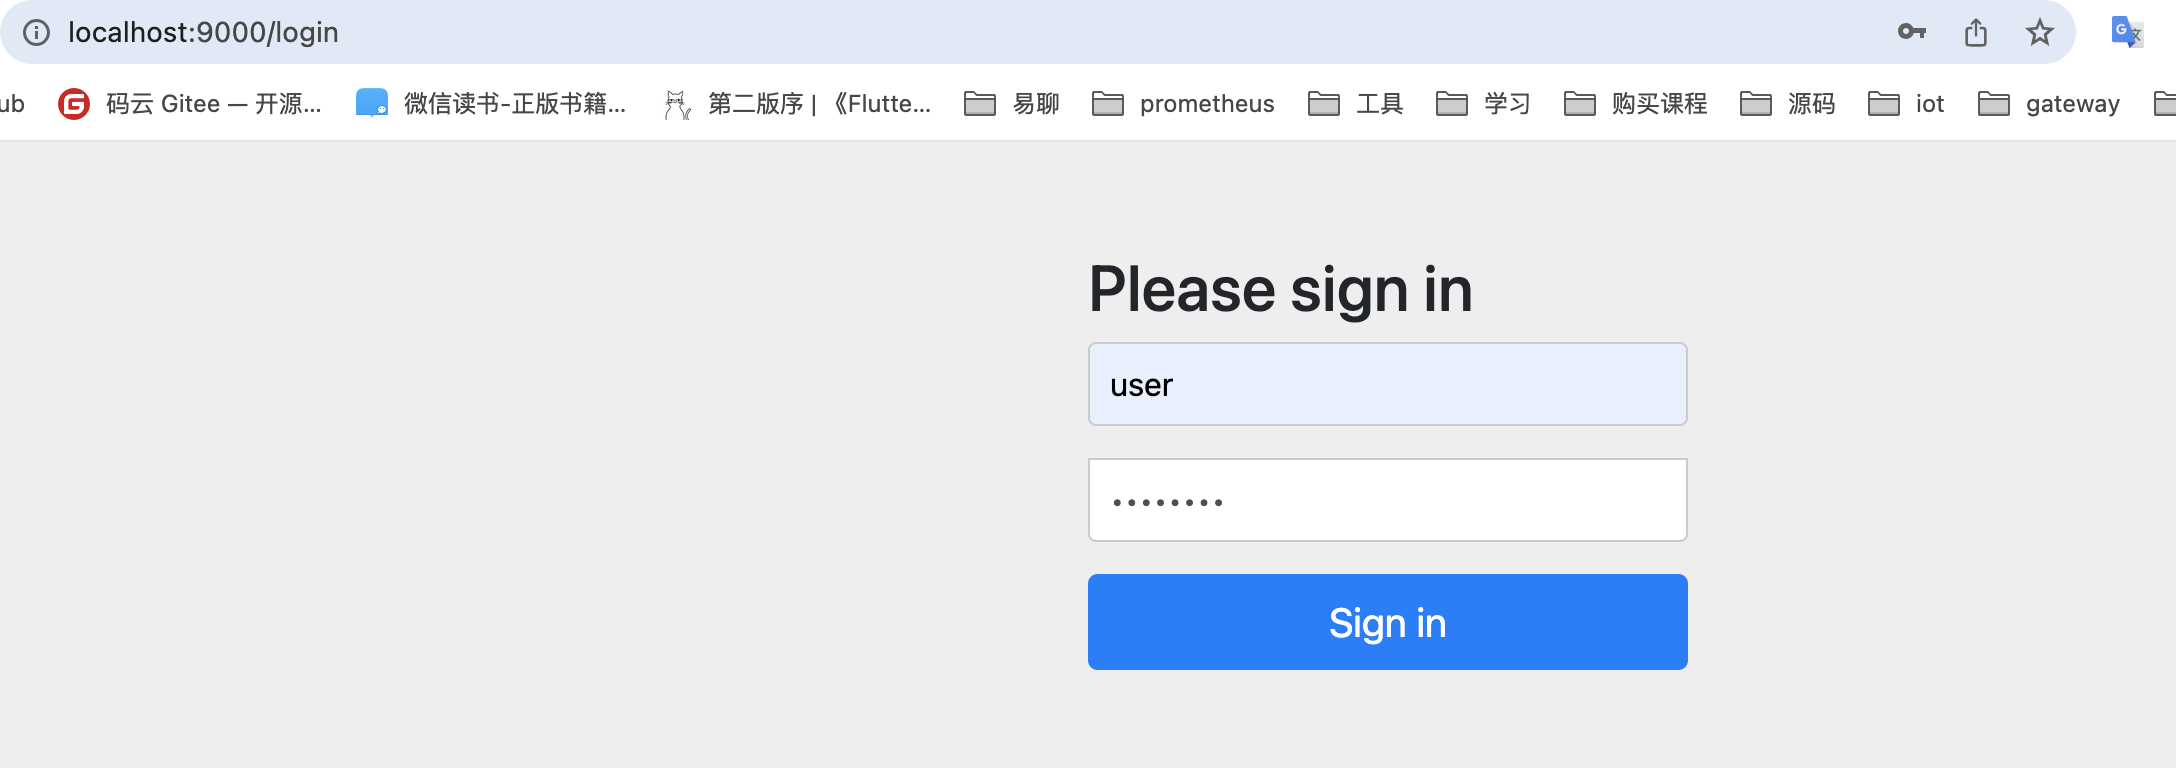 localhost:9000/login
ub 码云 Gitee — 开源... 微信读书-正版书籍... 第二版序 | 《Flutte... 易聊 prometheus 工具 学习 购买课程 源码 iot gateway
Please sign in
user
••••••••
Sign in